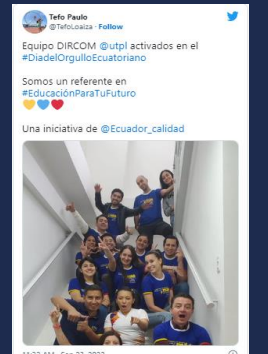 Tefo Paulo
@TefoLoaiza · Follow
Equipo DIRCOM @utpl activados en el
#DiadelOrgulloEcuatoriano
Somos un referente en
#EducaciónParaTuFuturo
Una iniciativa de @Ecuador_calidad